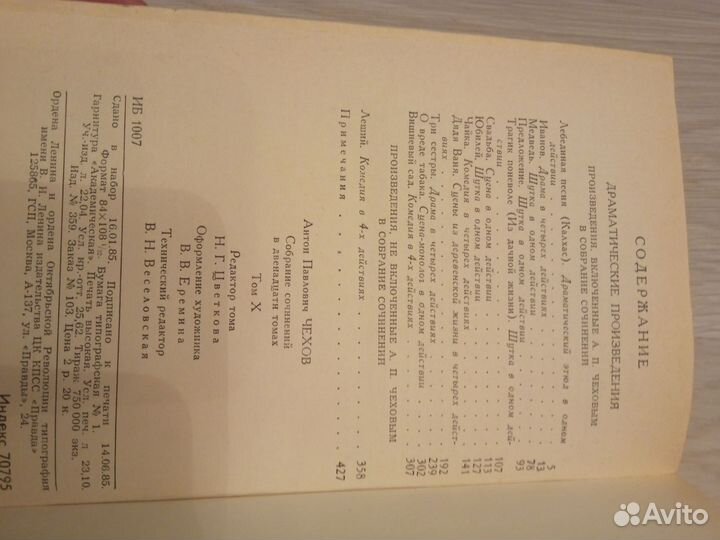 СОДЕРЖАНИЕ
ДРАМАТИЧЕСКИЕ ПРОИЗВЕДЕНИЯ
ПРОИЗВЕДЕНИЯ, ВКЛЮЧЕННЫЕ А. П. ЧЕХОВЫМ
В СОБРАНИЕ СОЧИНЕНИЙ
Лебединая песня (Калхас). Драматический этюд в одном
действии . . . 5
Иванов. Драма в четырех действиях . . . 13
Медведь. Шутка в одном действии . . . 78
Предложение. Шутка в одном действии . . . 93
Трагик поневоле (Из дачной жизни). Шутка в одном дей-
ствии . . . 107
Свадьба. Сцена в одном действии . . . 113
Юбилей. Шутка в одном действии . . . 127
Чайка. Комедия в четырех действиях . . . 141
Дядя Ваня. Сцены из деревенской жизни в четырех дейст-
виях . . . 192
Три сестры. Драма в четырех действиях . . . 239
О вреде табака. Сцена-монолог в одном действии . . . 302
Вишневый сад. Комедия в 4-х действиях . . . 307
ПРОИЗВЕДЕНИЯ, НЕ ВКЛЮЧЕННЫЕ А. П. ЧЕХОВЫМ
В СОБРАНИЕ СОЧИНЕНИЙ
Леший. Комедия в 4-х действиях . . . 358
Примечания . . . 427
Антон Павлович ЧЕХОВ
Собрание сочинений
в двенадцати томах
Том X
Редактор тома
Н. Г. Цветкова
Оформление художника
В. В. Еремина
Технический редактор
В. Н. Веселовская
ИБ 1007
Сдано в набор 16.01.85. Подписано к печати 14.06.85.
Формат 84×108 1/32. Бумага типографская № 1.
Гарнитура «Академическая». Печать высокая. Усл. печ. л. 23,10.
Уч.-изд. л. 22,04. Усл. кр.-отт. 25,62. Тираж 750 000 экз.
Изд. № 359. Заказ № 103. Цена 2 р. 20 к.
Ордена Ленина и ордена Октябрьской Революции типография
имени В. И. Ленина издательства ЦК КПСС «Правда»
125865, ГСП, Москва, А-137, ул. «Правды», 24.
Индекс 70795
Avito